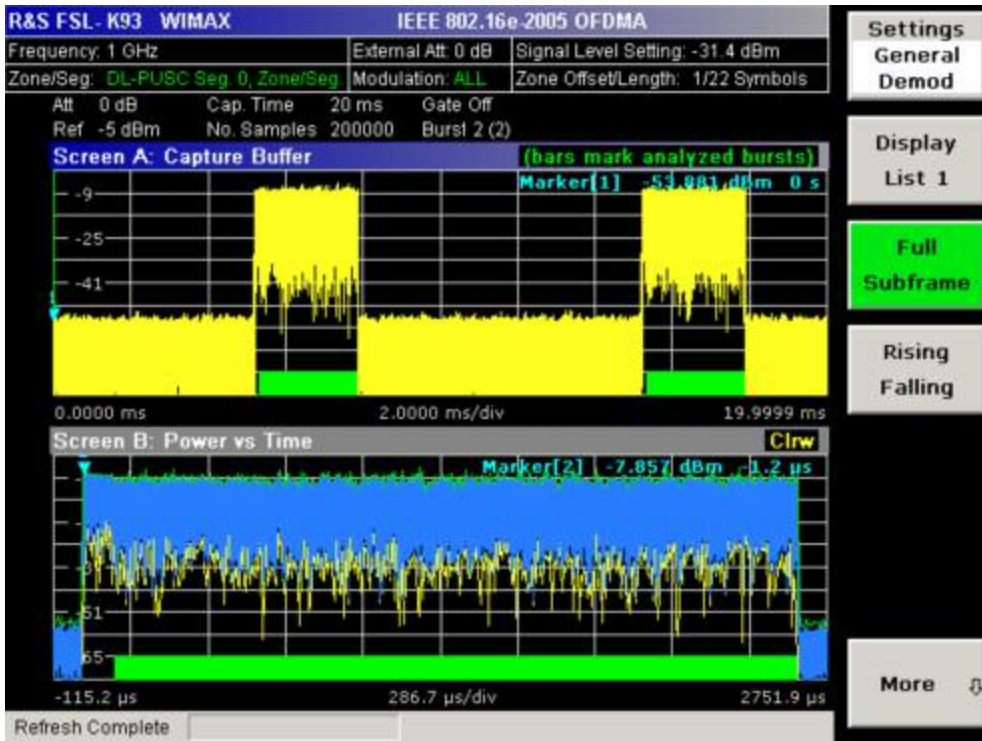 R&S FSL-K93 WIMAX IEEE 802.16e-2005 OFDMA
Frequency: 1 GHz External Att: 0 dB Signal Level Setting: -31.4 dBm
Zone/Seg: DL-PUSC Seg. 0, Zone/Seg Modulation: ALL Zone Offset/Length: 1/22 Symbols
Att 0 dB Cap. Time 20 ms Gate Off
Ref -5 dBm No. Samples 200000 Burst 2 (2)
Screen A: Capture Buffer (bars mark analyzed bursts)
Marker[1] -53.881 dBm 0 s
-9
-25
-41
1
0.0000 ms 2.0000 ms/div 19.9999 ms
Screen B: Power vs Time Clrw
Marker[2] -7.857 dBm -1.2 µs
-51
-65
-115.2 µs 286.7 µs/div 2751.9 µs
Refresh Complete
Settings
General
Demod
Display
List 1
Full
Subframe
Rising
Falling
More